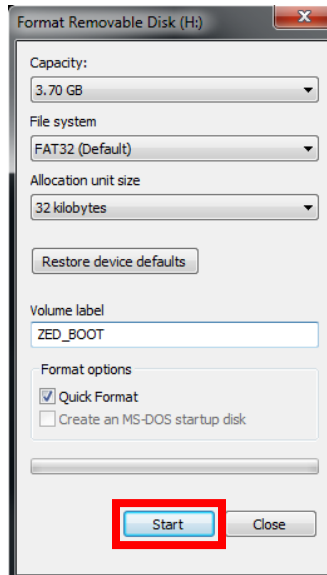 Format Removable Disk (H:)
Capacity:
3.70 GB
File system
FAT32 (Default)
Allocation unit size
32 kilobytes
Restore device defaults
Volume label
ZED_BOOT
Format options
Quick Format
Create an MS-DOS startup disk
Start Close